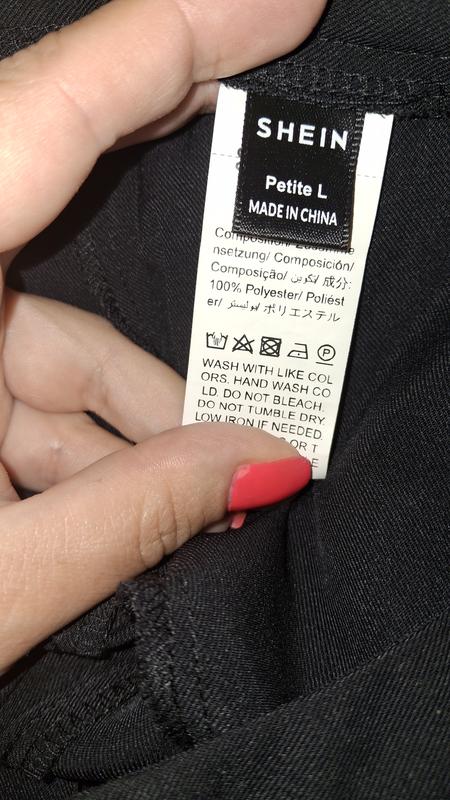 SHEIN
Petite L
MADE IN CHINA
nsetzung/ Composición/
Composição/ تكوين/ 成分:
100% Polyester/ Poliést
er/ بوليستر/ ポリエステル
P
WASH WITH LIKE COL
ORS. HAND WASH CO
LD. DO NOT BLEACH.
DO NOT TUMBLE DRY.
LOW IRON IF NEEDED.
OR T
E